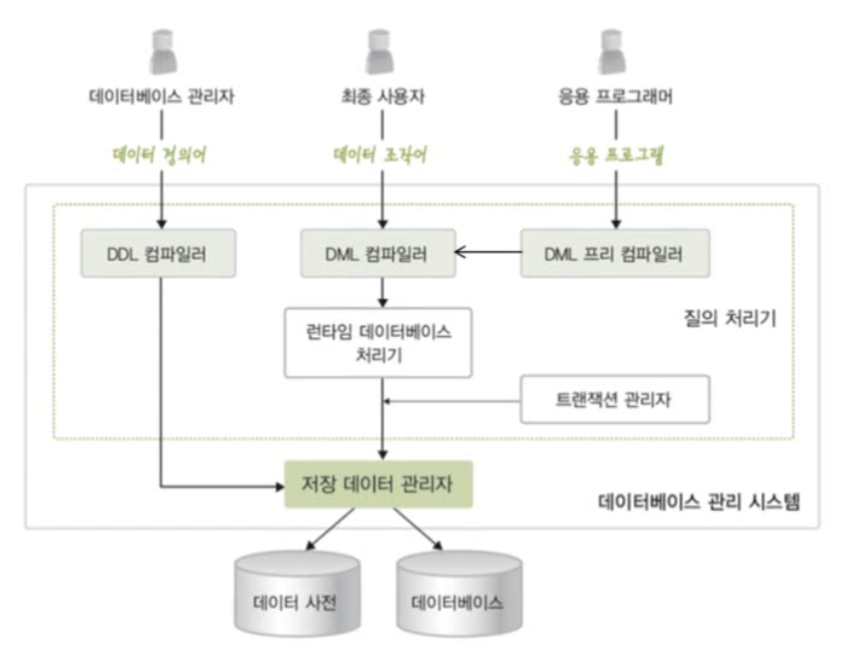 데이터베이스 관리자
최종 사용자
응용 프로그래머
데이터 정의어
데이터 조작어
응용 프로그램
DDL 컴파일러
DML 컴파일러
DML 프리 컴파일러
런타임 데이터베이스
처리기
질의 처리기
트랜잭션 관리자
저장 데이터 관리자
데이터베이스 관리 시스템
데이터 사전
데이터베이스